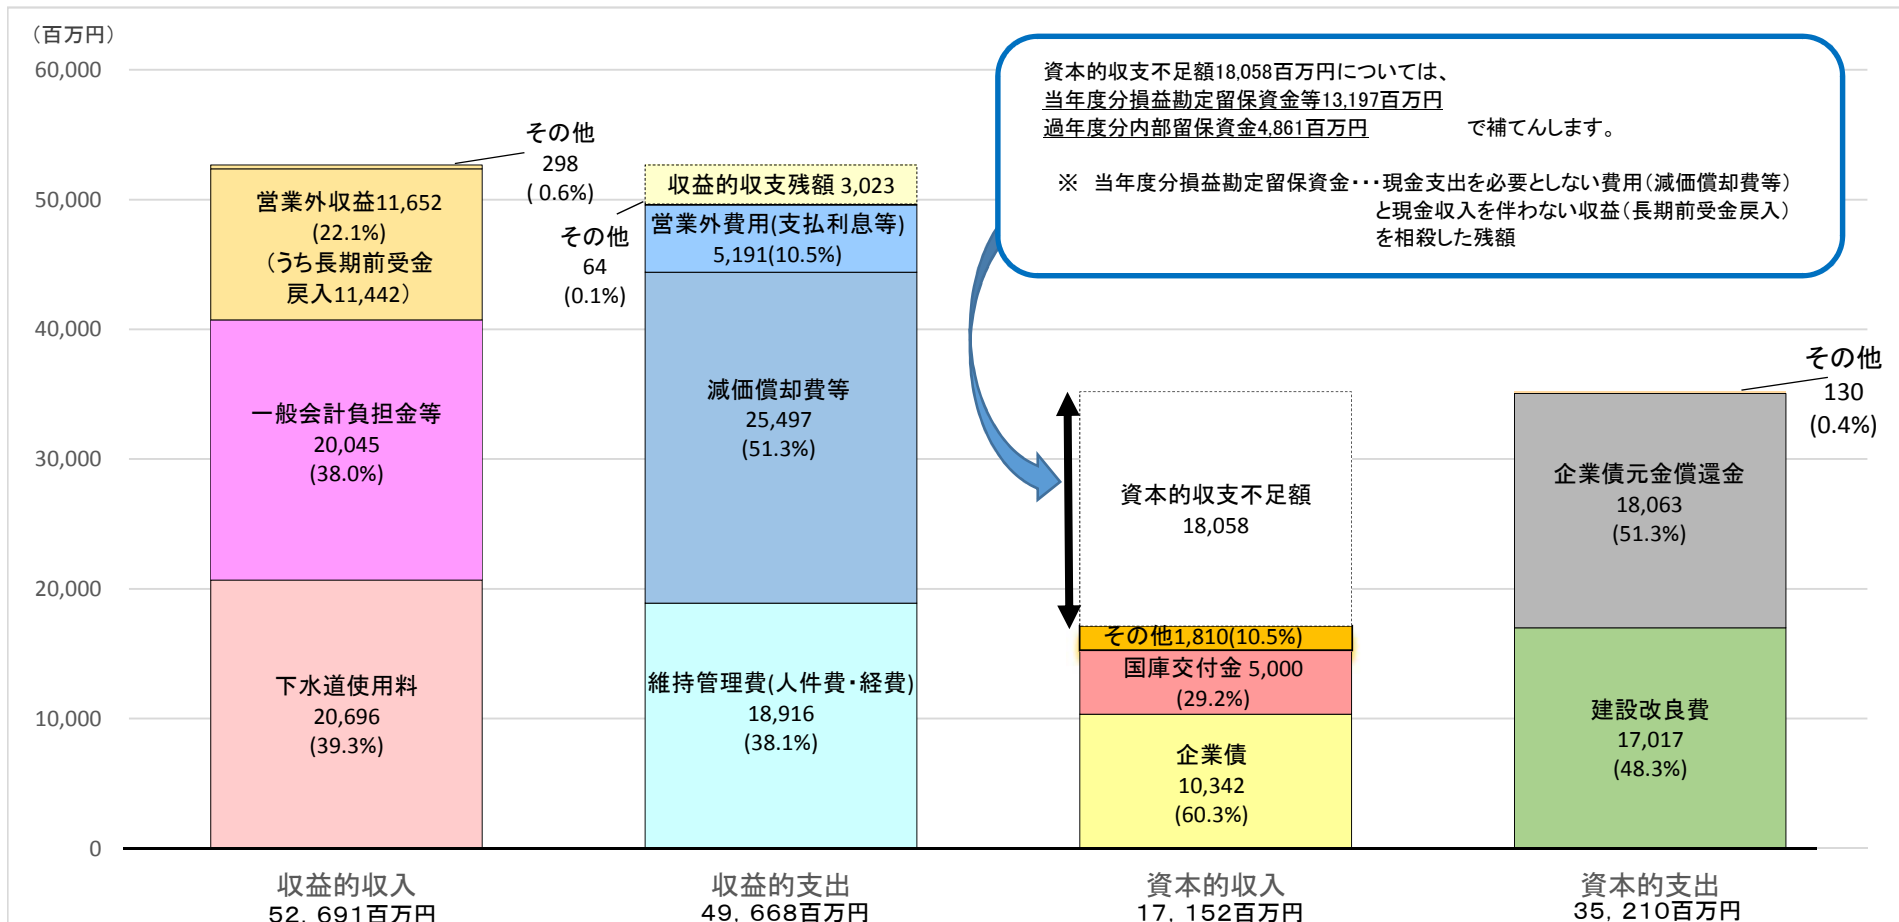 （百万円）
60,000
50,000
40,000
30,000
20,000
10,000
0
資本的収支不足額18,058百万円については、
当年度分損益勘定留保資金等13,197百万円
過年度分内部留保資金4,861百万円　で補てんします。
※　当年度分損益勘定留保資金･･･現金支出を必要としない費用（減価償却費等）
と現金収入を伴わない収益（長期前受金戻入）
を相殺した残額
その他
298
( 0.6%)
営業外収益11,652
(22.1%)
（うち長期前受金
戻入11,442）
一般会計負担金等
20,045
(38.0%)
下水道使用料
20,696
(39.3%)
収益的収入
52,691百万円
収益的収支残額 3,023
その他
64
(0.1%)
営業外費用(支払利息等)
5,191(10.5%)
減価償却費等
25,497
(51.3%)
維持管理費(人件費・経費)
18,916
(38.1%)
収益的支出
49,668百万円
資本的収支不足額
18,058
その他1,810(10.5%)
国庫交付金 5,000
(29.2%)
企業債
10,342
(60.3%)
資本的収入
17,152百万円
その他
130
(0.4%)
企業債元金償還金
18,063
(51.3%)
建設改良費
17,017
(48.3%)
資本的支出
35,210百万円